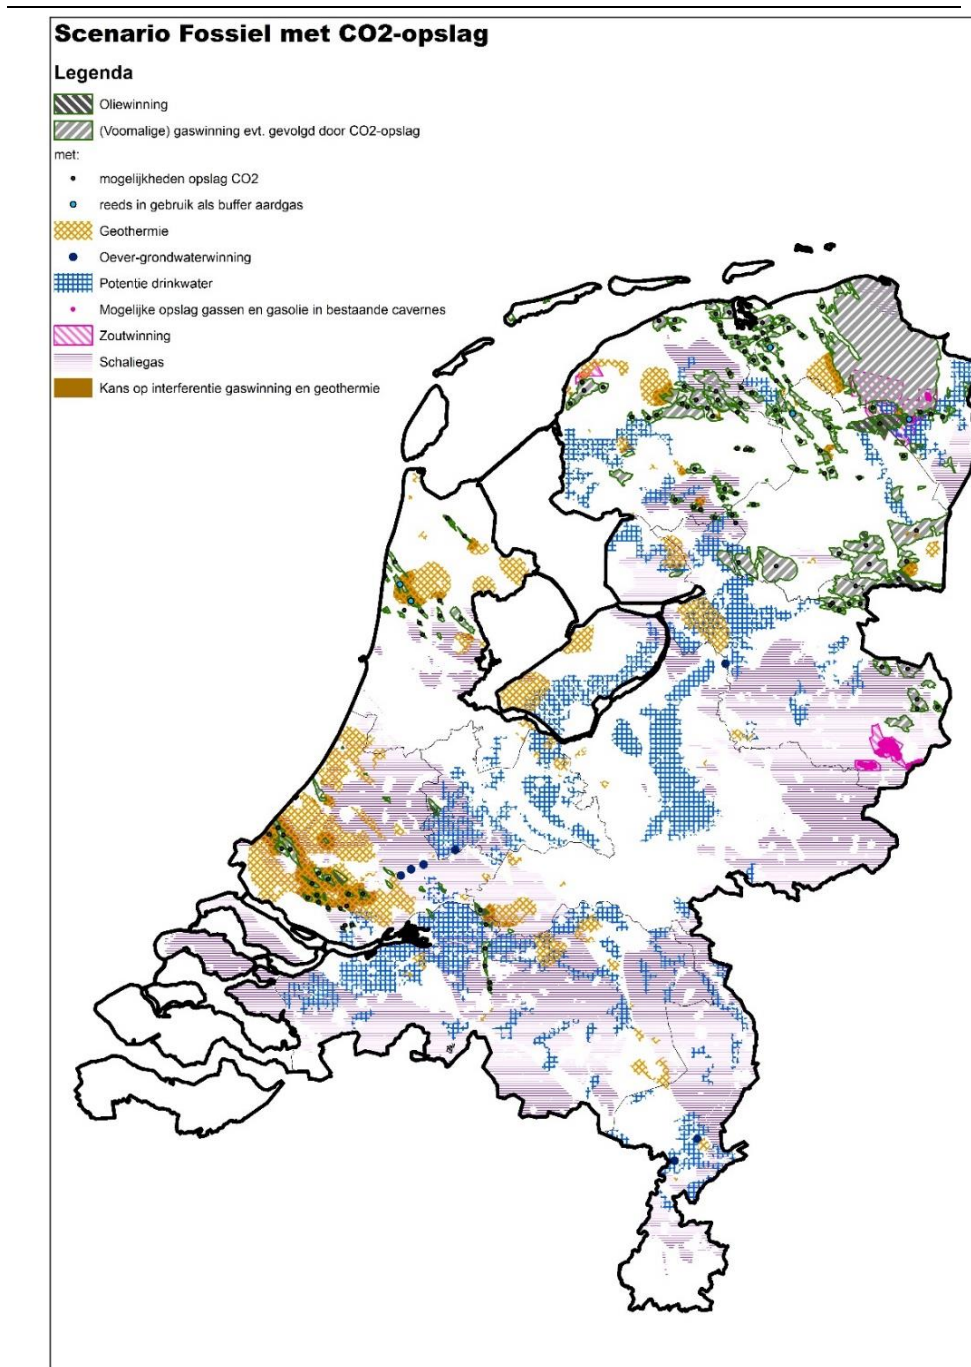 Scenario Fossiel met CO2-opslag
Legenda
Oliewinning
(Voormalige) gaswinning evt. gevolgd door CO2-opslag
met:
mogelijkheden opslag CO2
reeds in gebruik als buffer aardgas
Geothermie
Oever-grondwaterwinning
Potentie drinkwater
Mogelijke opslag gassen en gasolie in bestaande cavernes
Zoutwinning
Schaliegas
Kans op interferentie gaswinning en geothermie